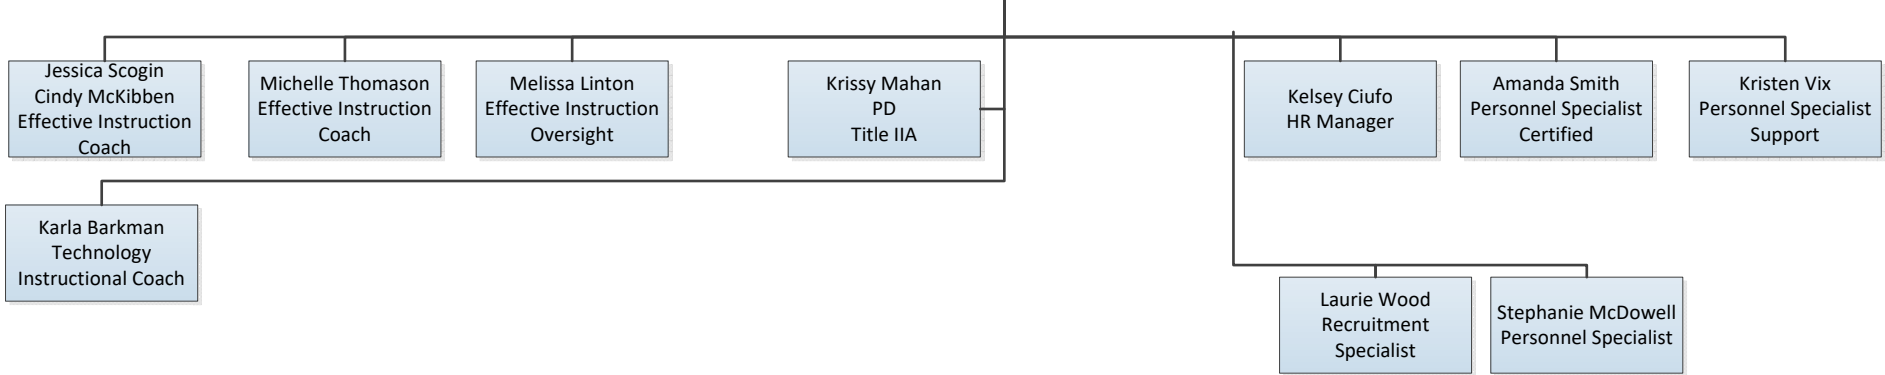 Jessica Scogin
Cindy McKibben
Effective Instruction
Coach
Michelle Thomason
Effective Instruction
Coach
Melissa Linton
Effective Instruction
Oversight
Krissy Mahan
PD
Title IIA
Kelsey Ciufo
HR Manager
Amanda Smith
Personnel Specialist
Certified
Kristen Vix
Personnel Specialist
Support
Karla Barkman
Technology
Instructional Coach
Laurie Wood
Recruitment
Specialist
Stephanie McDowell
Personnel Specialist